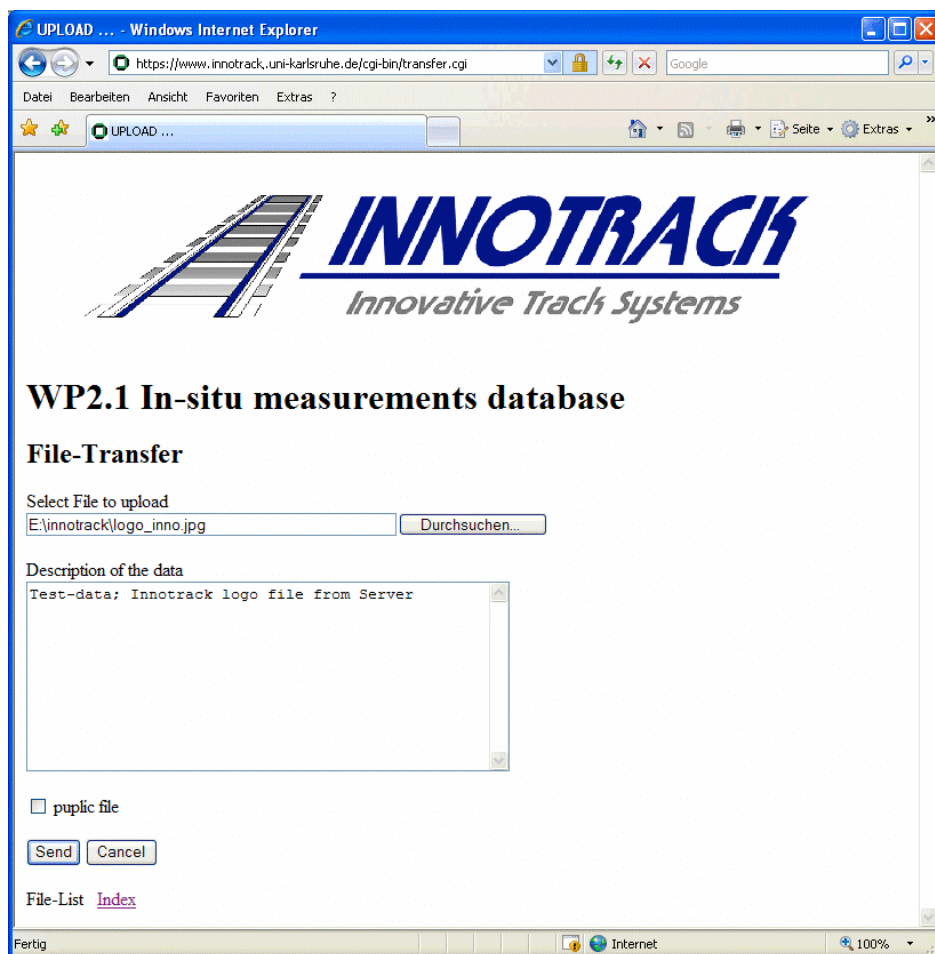 UPLOAD ... - Windows Internet Explorer
https://www.innotrack,.uni-karlsruhe.de/cgi-bin/transfer.cgi
Google
Datei Bearbeiten Ansicht Favoriten Extras ?
UPLOAD ...
Seite
Extras
»
INNOTRACK
Innovative Track Systems
WP2.1 In-situ measurements database
File-Transfer
Select File to upload
E:\innotrack\logo_inno.jpg Durchsuchen...
Description of the data
Test-data; Innotrack logo file from Server
puplic file
Send Cancel
File-List Index
Fertig Internet 100%